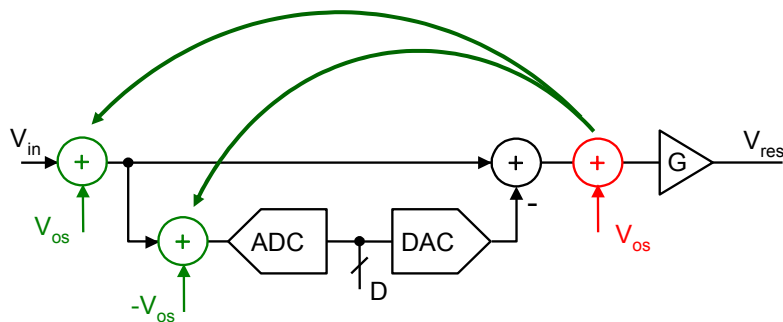 V_in
+
+
+
G
V_res
V_os
+
ADC
DAC
-
V_os
D
-V_os